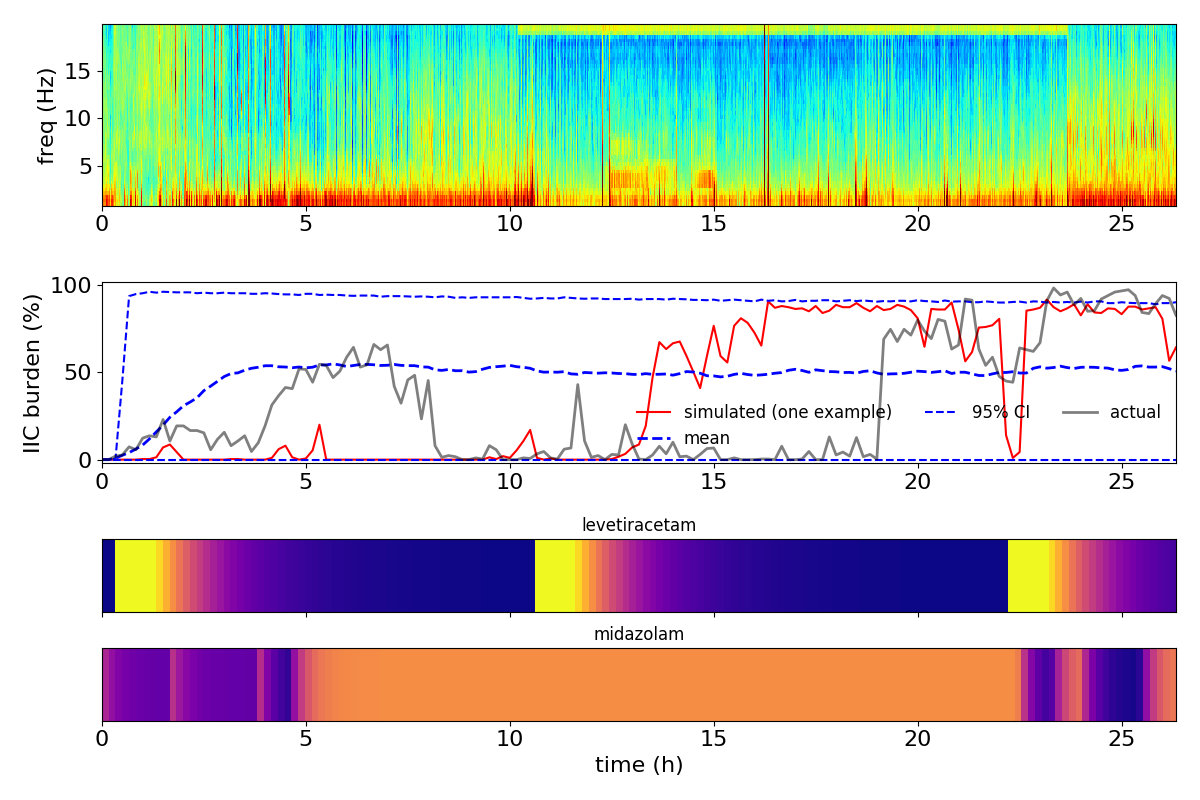 freq (Hz)
15
10
5
0 5 10 15 20 25
IIC burden (%)
100
50
0
simulated (one example) 95% CI actual
mean
0 5 10 15 20 25
levetiracetam
midazolam
0 5 10 15 20 25
time (h)